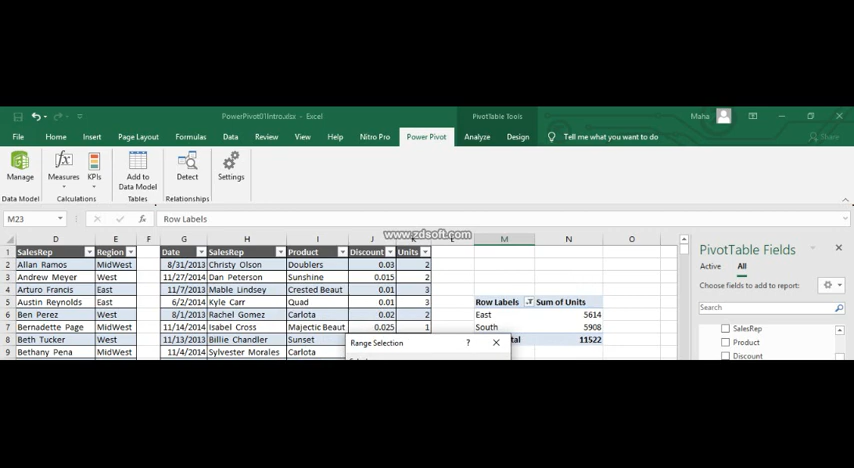 PowerPivot01Intro.xlsx - Excel
PivotTable Tools
Maha
File Home Insert Page Layout Formulas Data Review View Help Nitro Pro Power Pivot Analyze Design Tell me what you want to do Share
Manage
Measures
KPIs
Add to Data Model
Detect
Settings
Data Model Calculations Tables Relationships
M23 fx Row Labels
www.zdsoft.com
D E F G H I J K L M N O
1 SalesRep Region Date SalesRep Product Discount Units
2 Allan Ramos MidWest 8/31/2013 Christy Olson Doublers 0.03 2
3 Andrew Meyer West 11/27/2014 Dan Peterson Sunshine 0.015 2
4 Arturo Francis East 11/7/2013 Mable Lindsey Crested Beaut 0.01 3
5 Austin Reynolds East 6/2/2014 Kyle Carr Quad 0.01 3 Row Labels Sum of Units
6 Ben Perez West 8/1/2013 Rachel Gomez Carlota 0.02 2 East 5614
7 Bernadette Page MidWest 11/14/2014 Isabel Cross Majectic Beaut 0.025 1 South 5908
8 Beth Tucker West 11/13/2013 Billie Chandler Sunset tal 11522
9 Bethany Pena MidWest 11/4/2014 Sylvester Morales Carlota
Range Selection ?
PivotTable Fields
Active All
Choose fields to add to report:
Search
SalesRep
Product
Discount